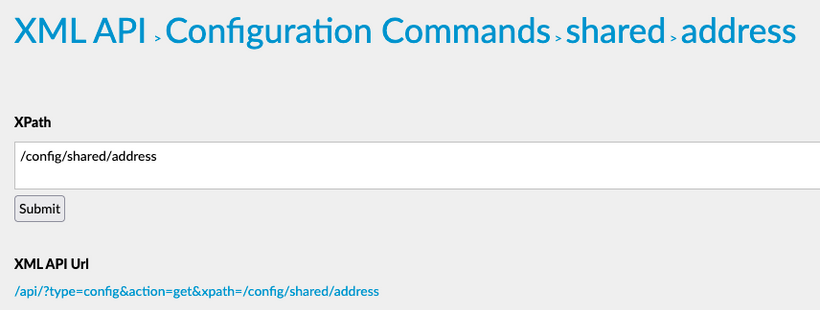 XML API > Configuration Commands > shared > address
XPath
/config/shared/address
Submit
XML API Url
/api/?type=config&action=get&xpath=/config/shared/address